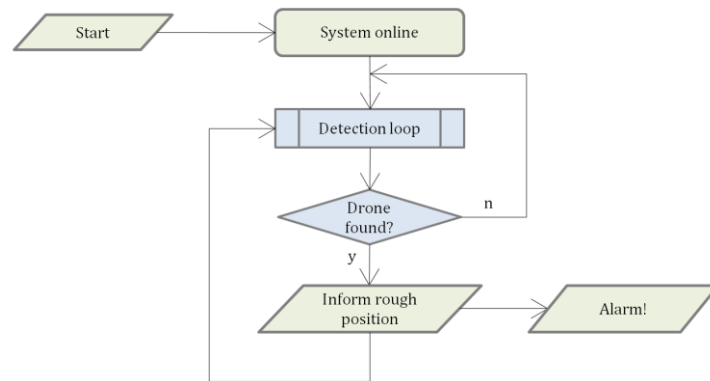 Start
System online
Detection loop
Drone
found?
n
y
Inform rough
position
Alarm!